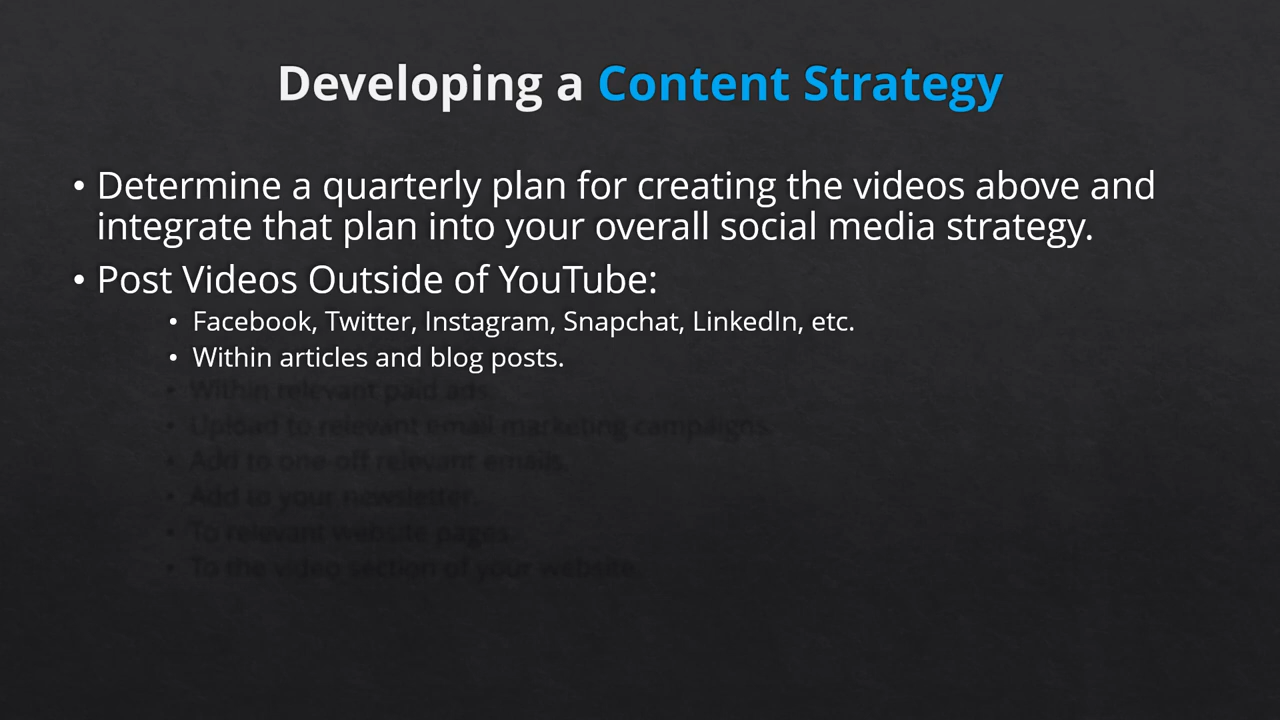 Developing a Content Strategy
• Determine a quarterly plan for creating the videos above and
integrate that plan into your overall social media strategy.
• Post Videos Outside of YouTube:
• Facebook, Twitter, Instagram, Snapchat, LinkedIn, etc.
• Within articles and blog posts.
• Within relevant paid ads.
• Upload to relevant email marketing campaigns.
• Add to one-off relevant emails.
• Add to your newsletter.
• To relevant website pages.
• To the video section of your website.